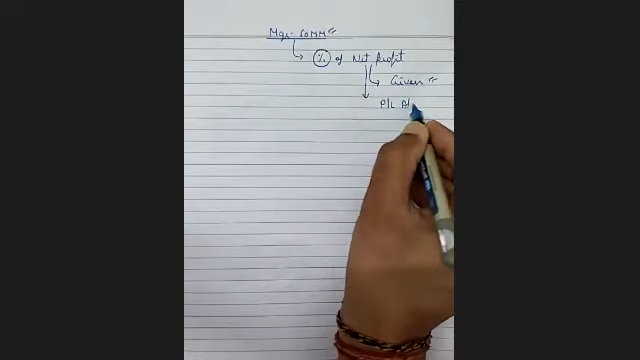 Mgr. Comm
% of Net Profit
Given
P/L A/